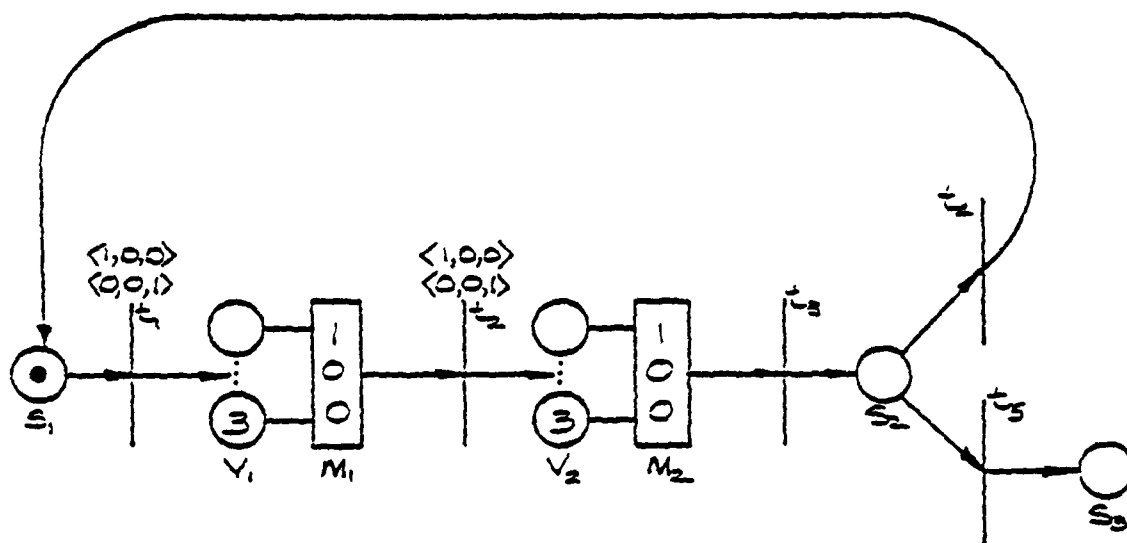 <1,0,0>
<0,0,1>
t1
<1,0,0>
<0,0,1>
t2
t3
t4
t5
1
0
0
1
0
0
3
3
S1
V1
M1
V2
M2
S2
S3